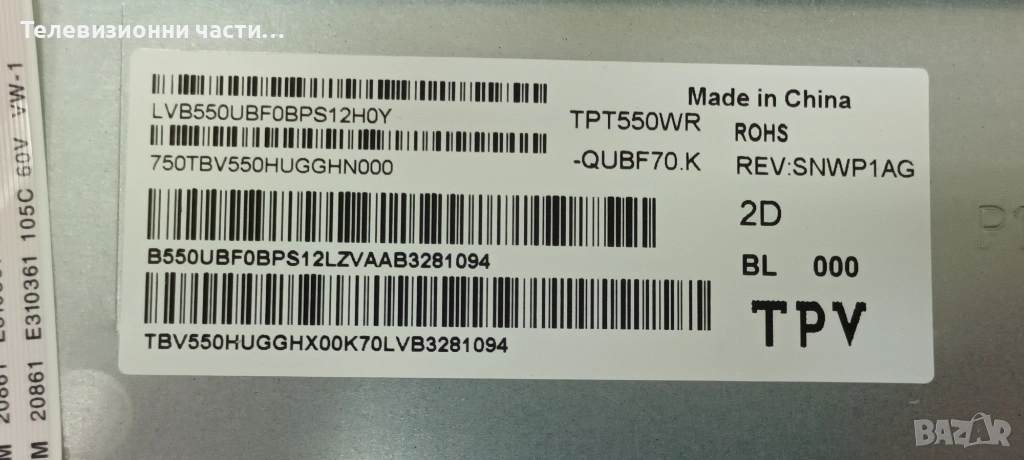 Телевизионни части...
LVB550UBF0BPS12H0Y
750TBV550HUGGHN000
B550UBF0BPS12LZVAAB3281094
TBV550HUGGHX00K70LVB3281094
TPT550WR
-QUBF70.K
Made in China
ROHS
REV:SNWP1AG
2D
BL 000
TPV
M 20861 E310361 105C 60V VW-1
BAZAR